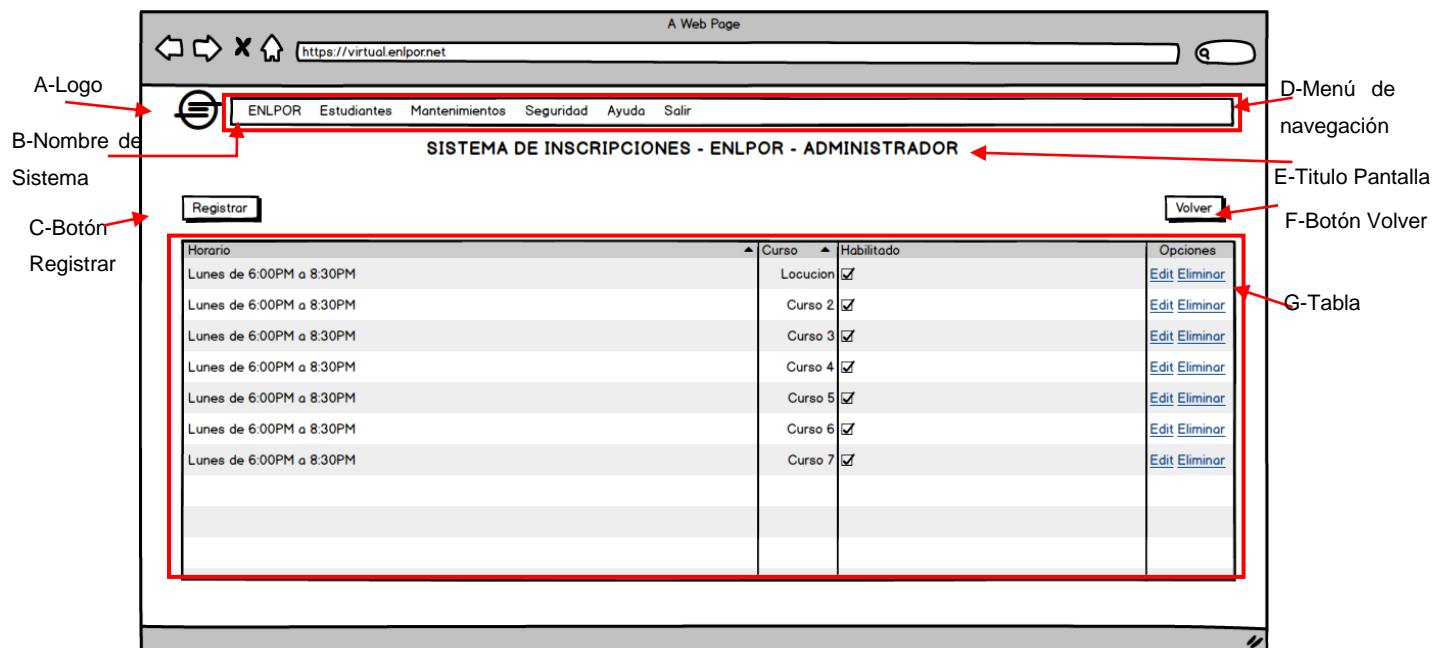 A Web Page
https://virtual.enlpor.net
A-Logo
B-Nombre de
Sistema
C-Botón
Registrar
D-Menú de
navegación
E-Titulo Pantalla
F-Botón Volver
G-Tabla
ENLPOR Estudiantes Mantenimientos Seguridad Ayuda Salir
SISTEMA DE INSCRIPCIONES - ENLPOR - ADMINISTRADOR
Registrar
Volver
Horario Curso Habilitado Opciones
Lunes de 6:00PM a 8:30PM Locucion Edit Eliminar
Lunes de 6:00PM a 8:30PM Curso 2 Edit Eliminar
Lunes de 6:00PM a 8:30PM Curso 3 Edit Eliminar
Lunes de 6:00PM a 8:30PM Curso 4 Edit Eliminar
Lunes de 6:00PM a 8:30PM Curso 5 Edit Eliminar
Lunes de 6:00PM a 8:30PM Curso 6 Edit Eliminar
Lunes de 6:00PM a 8:30PM Curso 7 Edit Eliminar